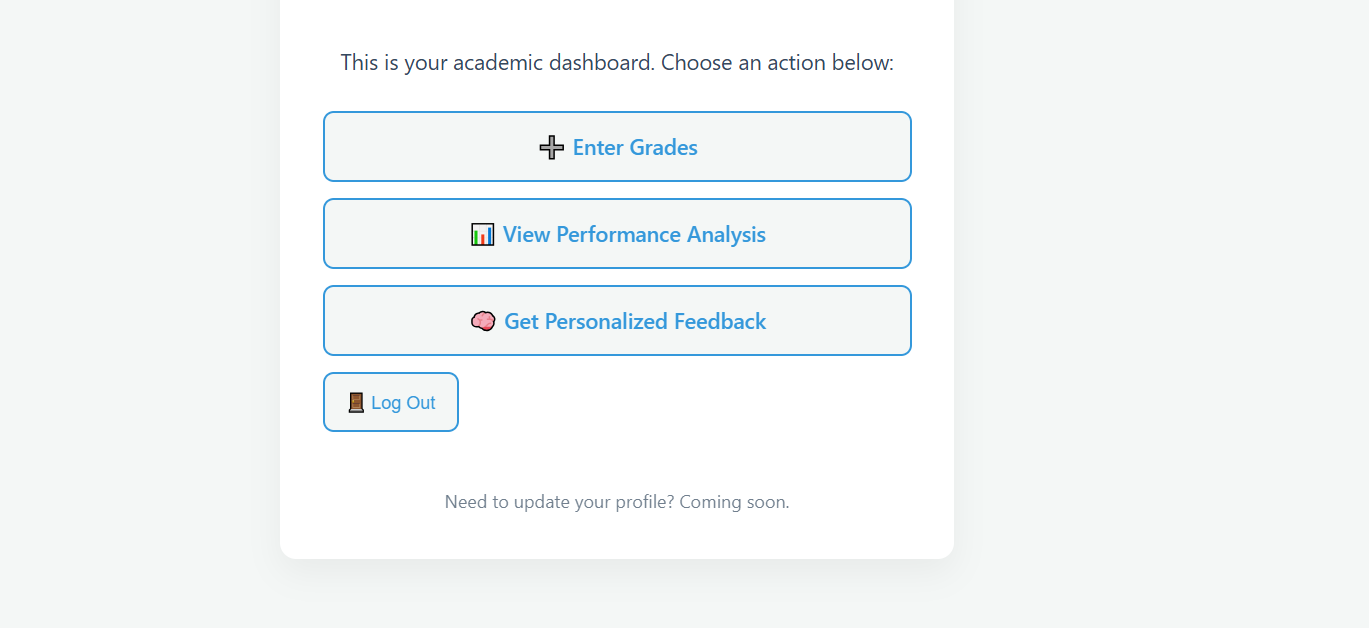 This is your academic dashboard. Choose an action below:
➕ Enter Grades
📊 View Performance Analysis
🧠 Get Personalized Feedback
🚪 Log Out
Need to update your profile? Coming soon.